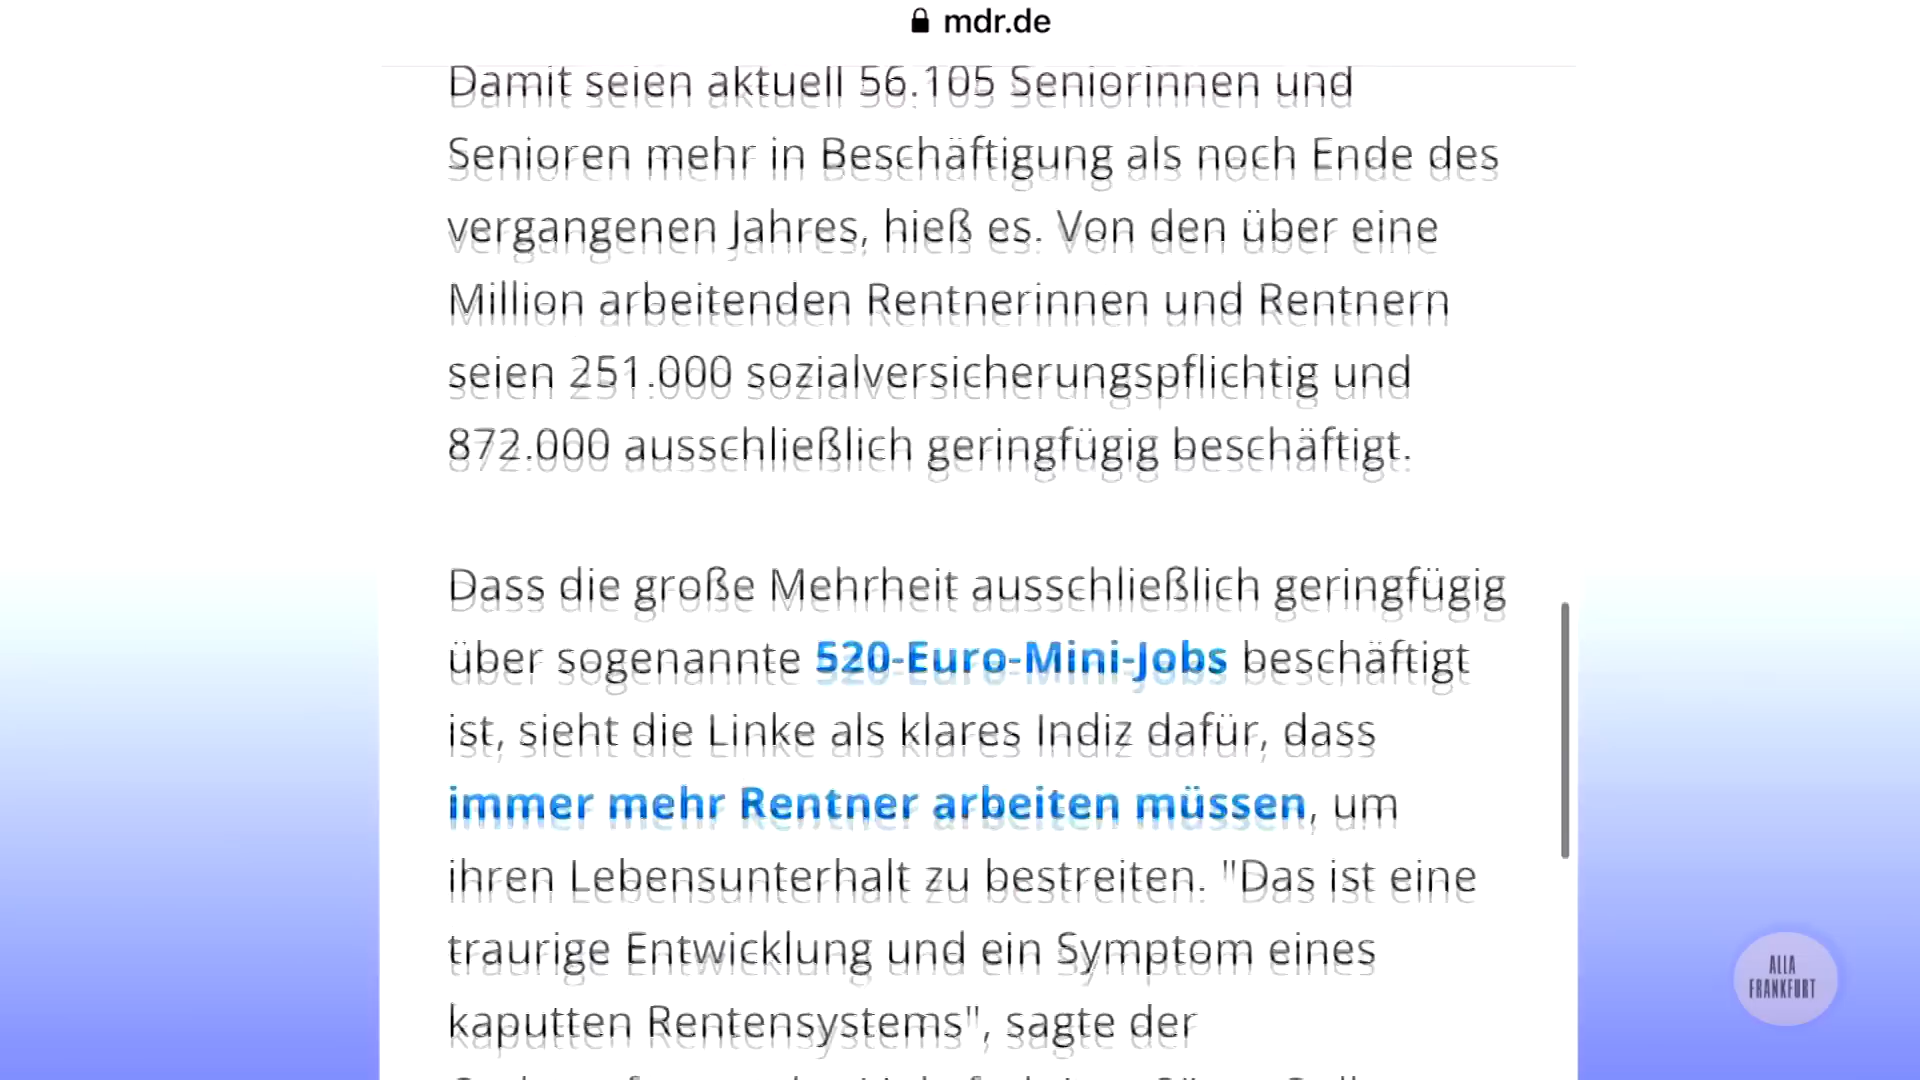 mdr.de
Damit seien aktuell 56.105 Seniorinnen und
Senioren mehr in Beschäftigung als noch Ende des
vergangenen Jahres, hieß es. Von den über eine
Million arbeitenden Rentnerinnen und Rentnern
seien 251.000 sozialversicherungspflichtig und
872.000 ausschließlich geringfügig beschäftigt.
Dass die große Mehrheit ausschließlich geringfügig
über sogenannte 520-Euro-Mini-Jobs beschäftigt
ist, sieht die Linke als klares Indiz dafür, dass
immer mehr Rentner arbeiten müssen, um
ihren Lebensunterhalt zu bestreiten. "Das ist eine
traurige Entwicklung und ein Symptom eines
kaputten Rentensystems", sagte der
ALLA
FRANKFURT